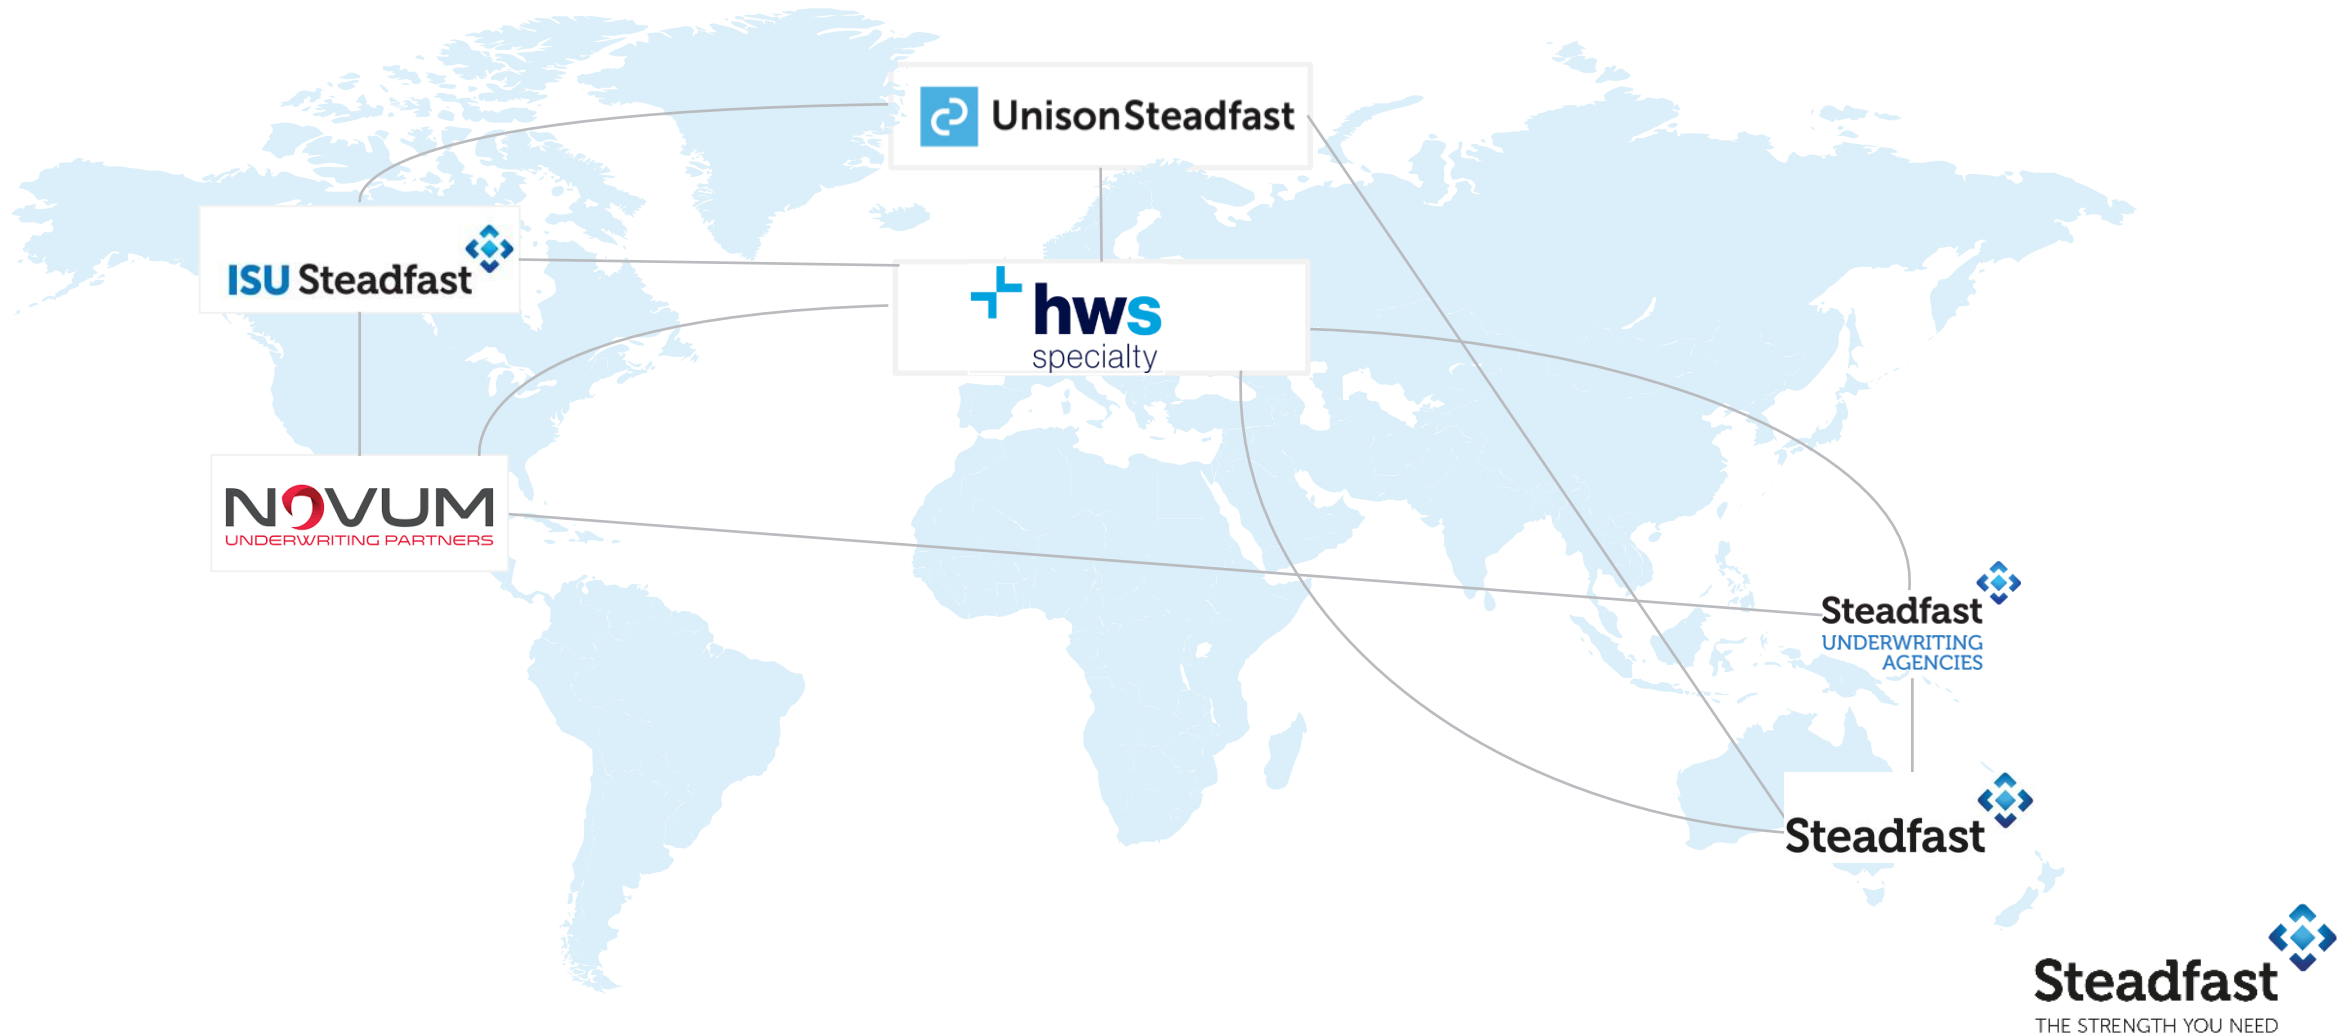 UnisonSteadfast
ISU Steadfast
hws
specialty
NOVUM
UNDERWRITING PARTNERS
Steadfast
UNDERWRITING
AGENCIES
Steadfast
Steadfast
THE STRENGTH YOU NEED